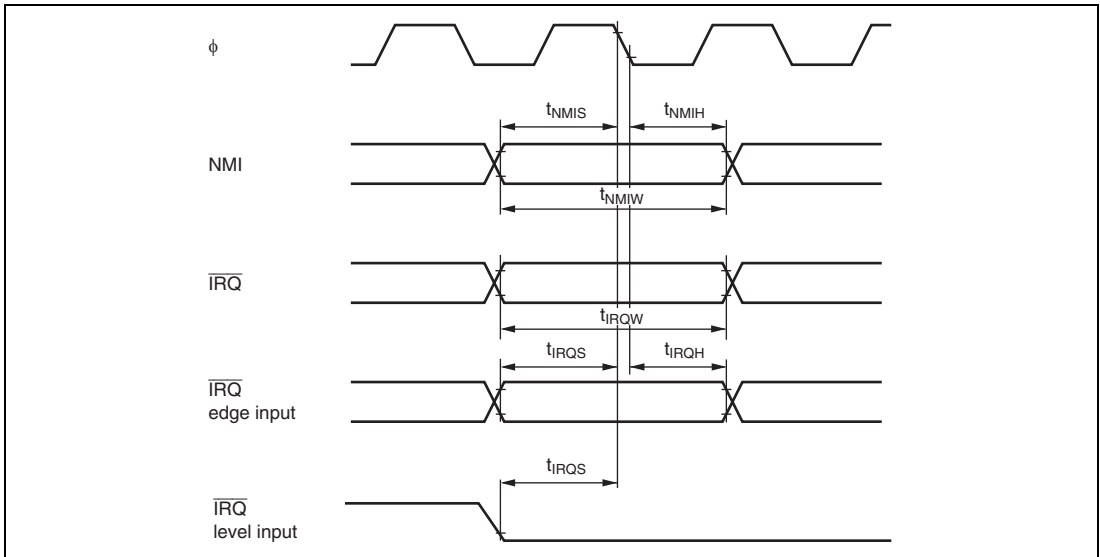 ϕ
tNMIS
tNMIH
NMI
tNMIW
IRQ
tIRQW
tIRQS
tIRQH
IRQ
edge input
tIRQS
IRQ
level input